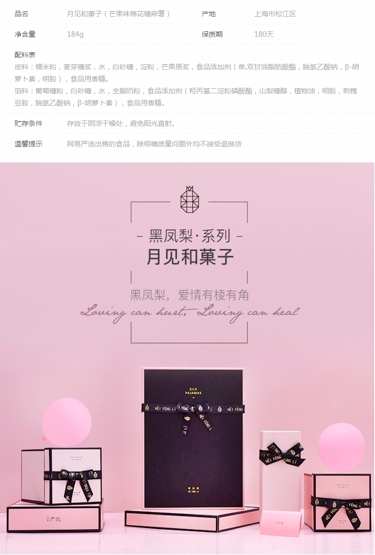 品名 月见和菓子（芒果味棉花糖麻薯） 产地 上海市松江区
净含量 184g 保质期 180天
配料表
皮料：糯米粉，麦芽糖浆，水，白砂糖，淀粉，芒果原浆，食品添加剂（单,双甘油脂肪酸酯，脱氢乙酸钠，β-胡
萝卜素，明胶），食品用香精。
馅料：葡萄糖粉，白砂糖，水，全脂奶粉，食品添加剂（羟丙基二淀粉磷酸酯，山梨糖醇，植物油，明胶，刺槐
豆胶，脱氢乙酸钠，β-胡萝卜素），食品用香精。
贮存条件 存放于阴凉干燥处，避免阳光直射。
温馨提示 网易严选出售的食品，除明确质量问题外均不接受退换货
- 黑凤梨·系列 -
月见和菓子
黑凤梨，爱情有棱有角
Loving can hurt, Loving can heal
SILK
PAJAMAS
HEI FONG LI